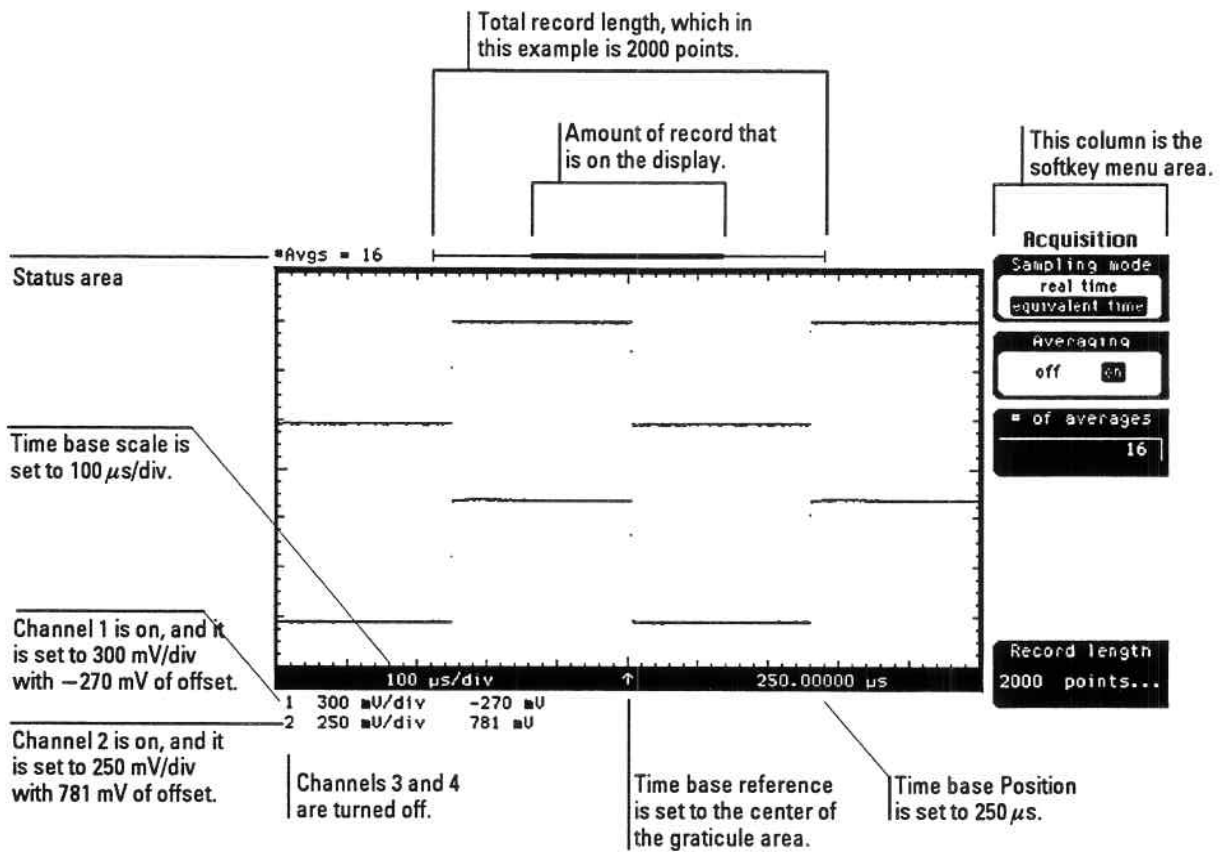 Total record length, which in
this example is 2000 points.
Amount of record that
is on the display.
This column is the
softkey menu area.
Status area
#Avgs = 16
Acquisition
Sampling mode
real time
equivalent time
Averaging
off on
# of averages
16
Time base scale is
set to 100 μs/div.
Channel 1 is on, and it
is set to 300 mV/div
with −270 mV of offset.
Record length
2000 points...
100 μs/div ↑ 250.00000 μs
1 300 mV/div -270 mV
2 250 mV/div 781 mV
Channel 2 is on, and it
is set to 250 mV/div
with 781 mV of offset.
Channels 3 and 4
are turned off.
Time base reference
is set to the center of
the graticule area.
Time base Position
is set to 250 μs.